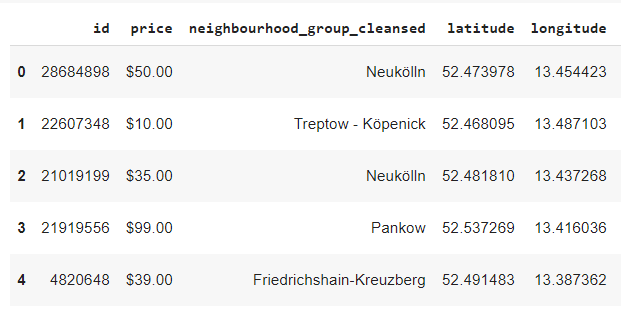 id price neighbourhood_group_cleansed latitude longitude
0 28684898 $50.00 Neukölln 52.473978 13.454423
1 22607348 $10.00 Treptow - Köpenick 52.468095 13.487103
2 21019199 $35.00 Neukölln 52.481810 13.437268
3 21919556 $99.00 Pankow 52.537269 13.416036
4 4820648 $39.00 Friedrichshain-Kreuzberg 52.491483 13.387362